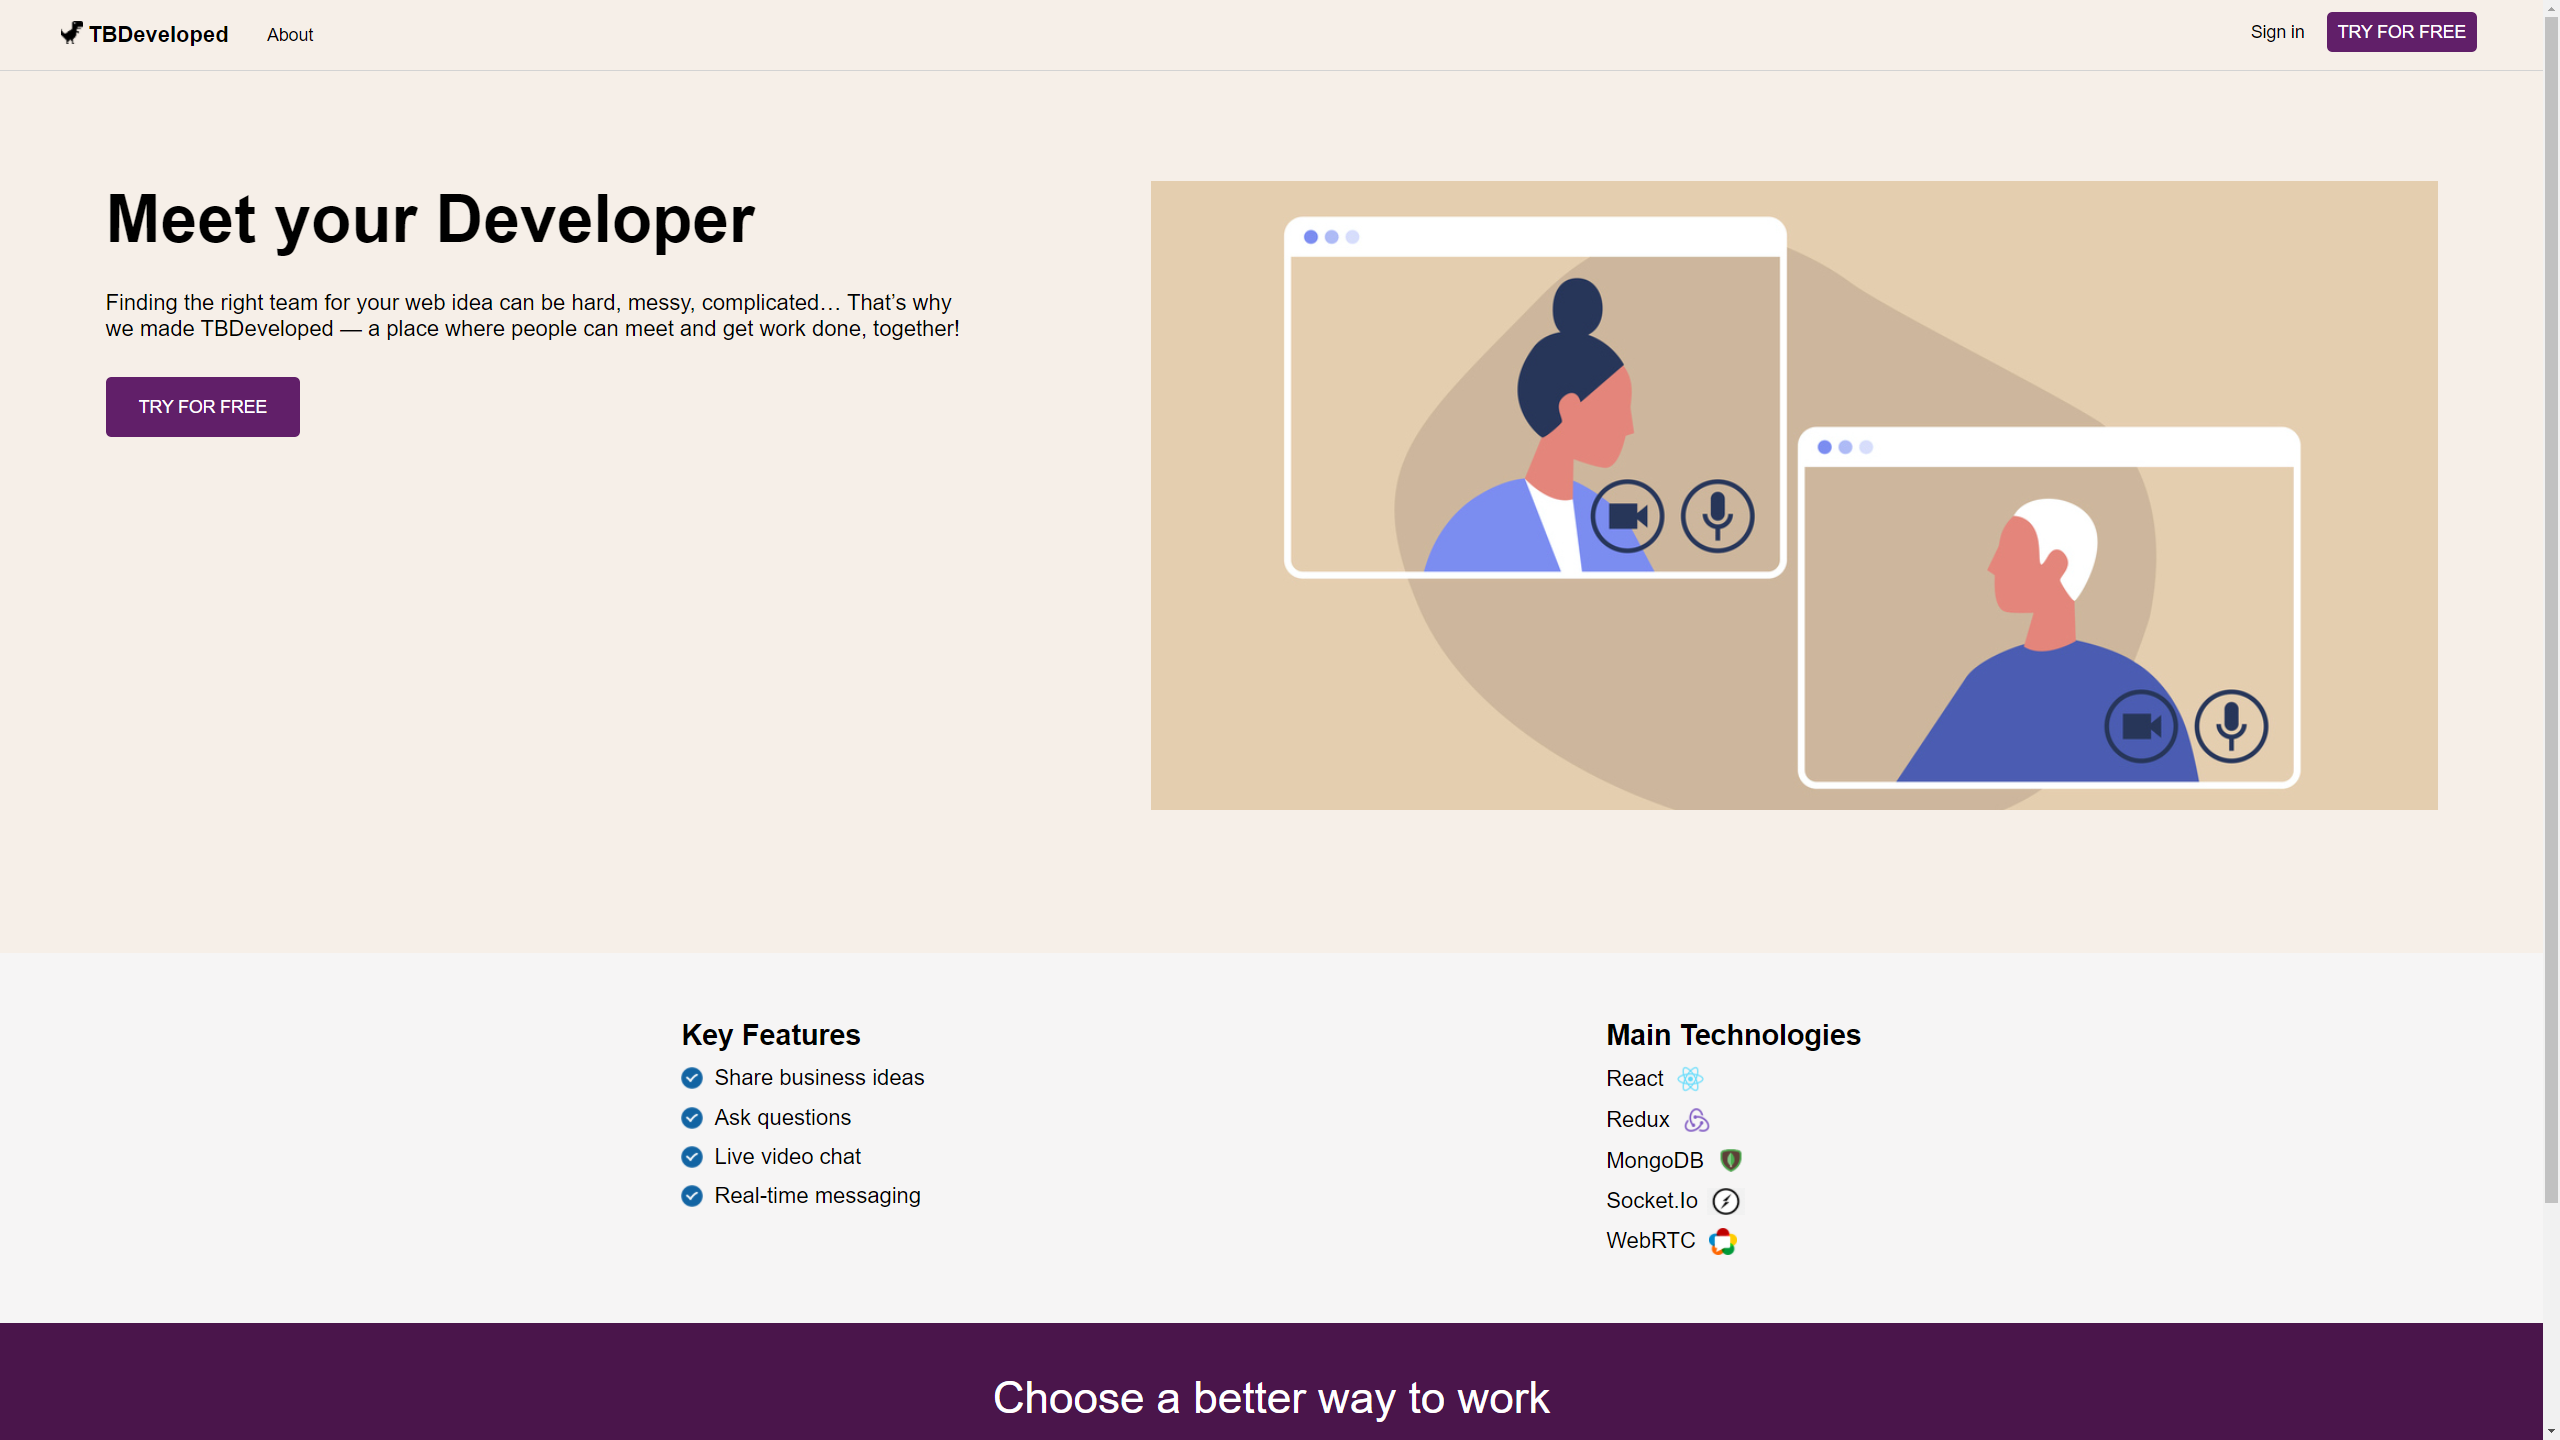 TBDeveloped
About
Sign in
TRY FOR FREE
Meet your Developer
Finding the right team for your web idea can be hard, messy, complicated… That’s why
we made TBDeveloped — a place where people can meet and get work done, together!
TRY FOR FREE
Key Features
Share business ideas
Ask questions
Live video chat
Real-time messaging
Main Technologies
React
Redux
MongoDB
Socket.Io
WebRTC
Choose a better way to work